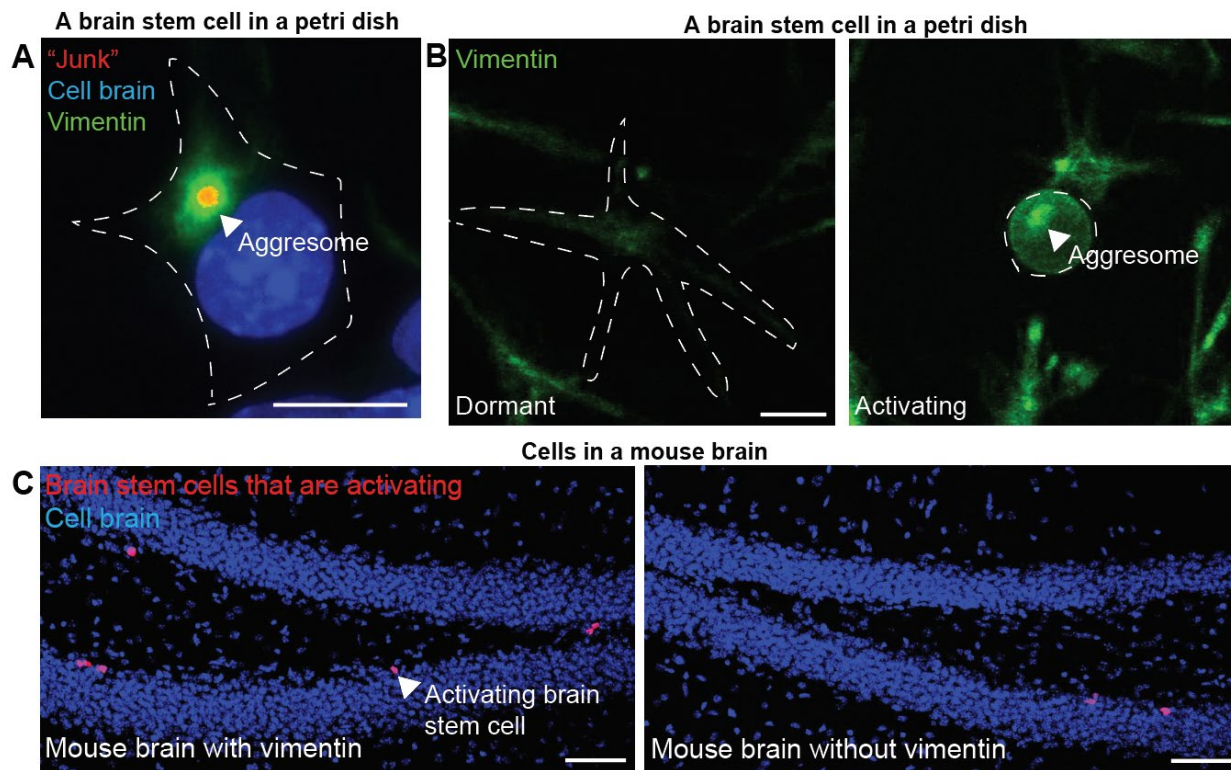 A brain stem cell in a petri dish
A
"Junk"
Cell brain
Vimentin
Aggresome
A brain stem cell in a petri dish
B
Vimentin
Dormant
Aggresome
Activating
Cells in a mouse brain
C
Brain stem cells that are activating
Cell brain
Activating brain
stem cell
Mouse brain with vimentin
Mouse brain without vimentin